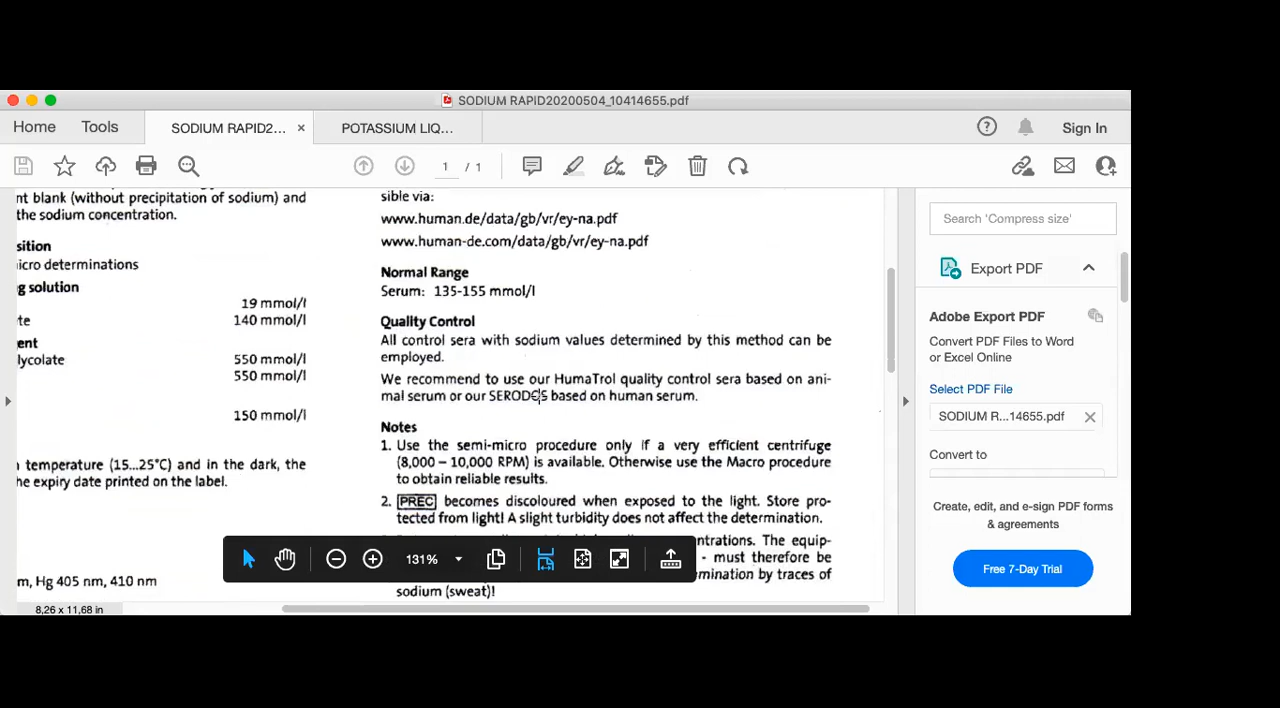 SODIUM RAPID20200504_10414655.pdf
Home Tools SODIUM RAPID2... × POTASSIUM LIQ... Sign In
1 / 1
nt blank (without precipitation of sodium) and
the sodium concentration.
sition
icro determinations
g solution
19 mmol/l
te 140 mmol/l
ent
lycolate 550 mmol/l
550 mmol/l
150 mmol/l
temperature (15...25°C) and in the dark, the
he expiry date printed on the label.
m, Hg 405 nm, 410 nm
8,26 x 11,68 in
sible via:
www.human.de/data/gb/vr/ey-na.pdf
www.human-de.com/data/gb/vr/ey-na.pdf
Normal Range
Serum: 135-155 mmol/l
Quality Control
All control sera with sodium values determined by this method can be
employed.
We recommend to use our HumaTrol quality control sera based on ani-
mal serum or our SERODOS based on human serum.
Notes
1. Use the semi-micro procedure only if a very efficient centrifuge
(8,000 – 10,000 RPM) is available. Otherwise use the Macro procedure
to obtain reliable results.
2. PREC becomes discoloured when exposed to the light. Store pro-
tected from light! A slight turbidity does not affect the determination.
centrations. The equip-
- must therefore be
mination by traces of
sodium (sweat)!
131%
Search 'Compress size'
Export PDF
Adobe Export PDF
Convert PDF Files to Word
or Excel Online
Select PDF File
SODIUM R...14655.pdf
Convert to
Create, edit, and e-sign PDF forms
& agreements
Free 7-Day Trial